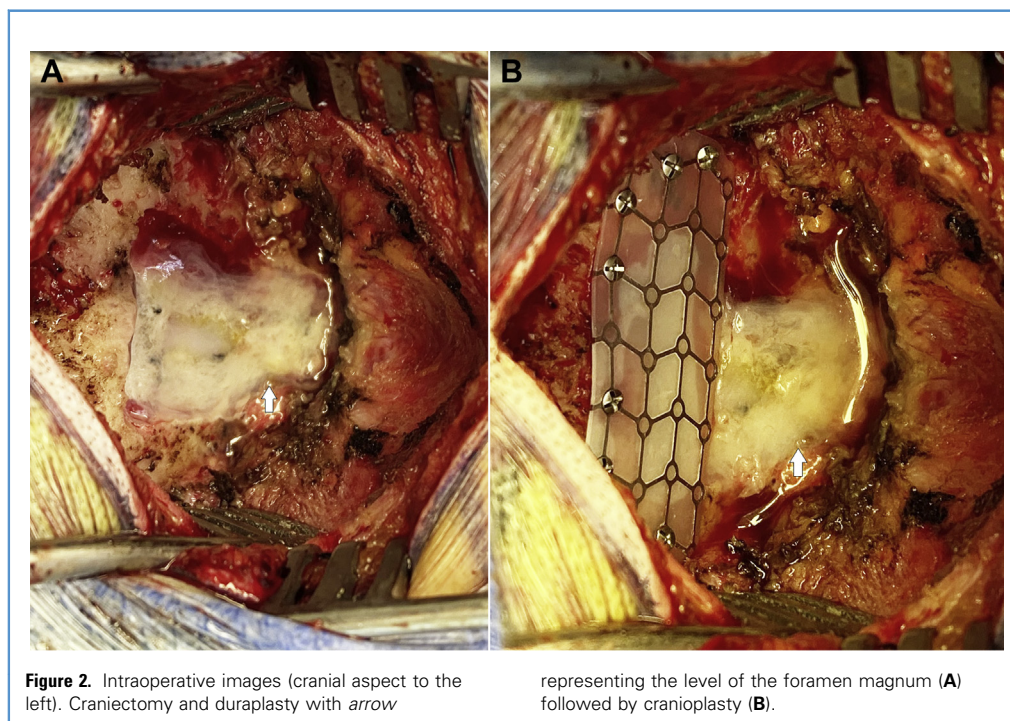 A
B
Figure 2. Intraoperative images (cranial aspect to the
left). Craniectomy and duraplasty with arrow
representing the level of the foramen magnum (A)
followed by cranioplasty (B).